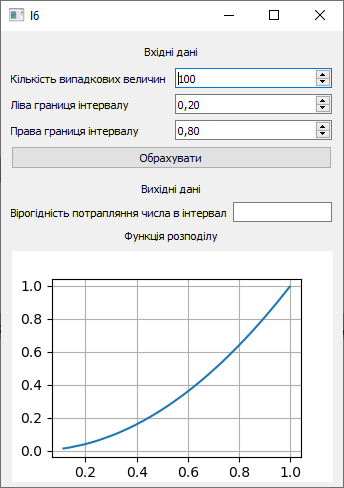 І6
Вхідні дані
Кількість випадкових величин 100
Ліва границя інтервалу 0,20
Права границя інтервалу 0,80
Обрахувати
Вихідні дані
Вірогідність потрапляння числа в інтервал
Функція розподілу
1.0
0.8
0.6
0.4
0.2
0.0
0.2 0.4 0.6 0.8 1.0